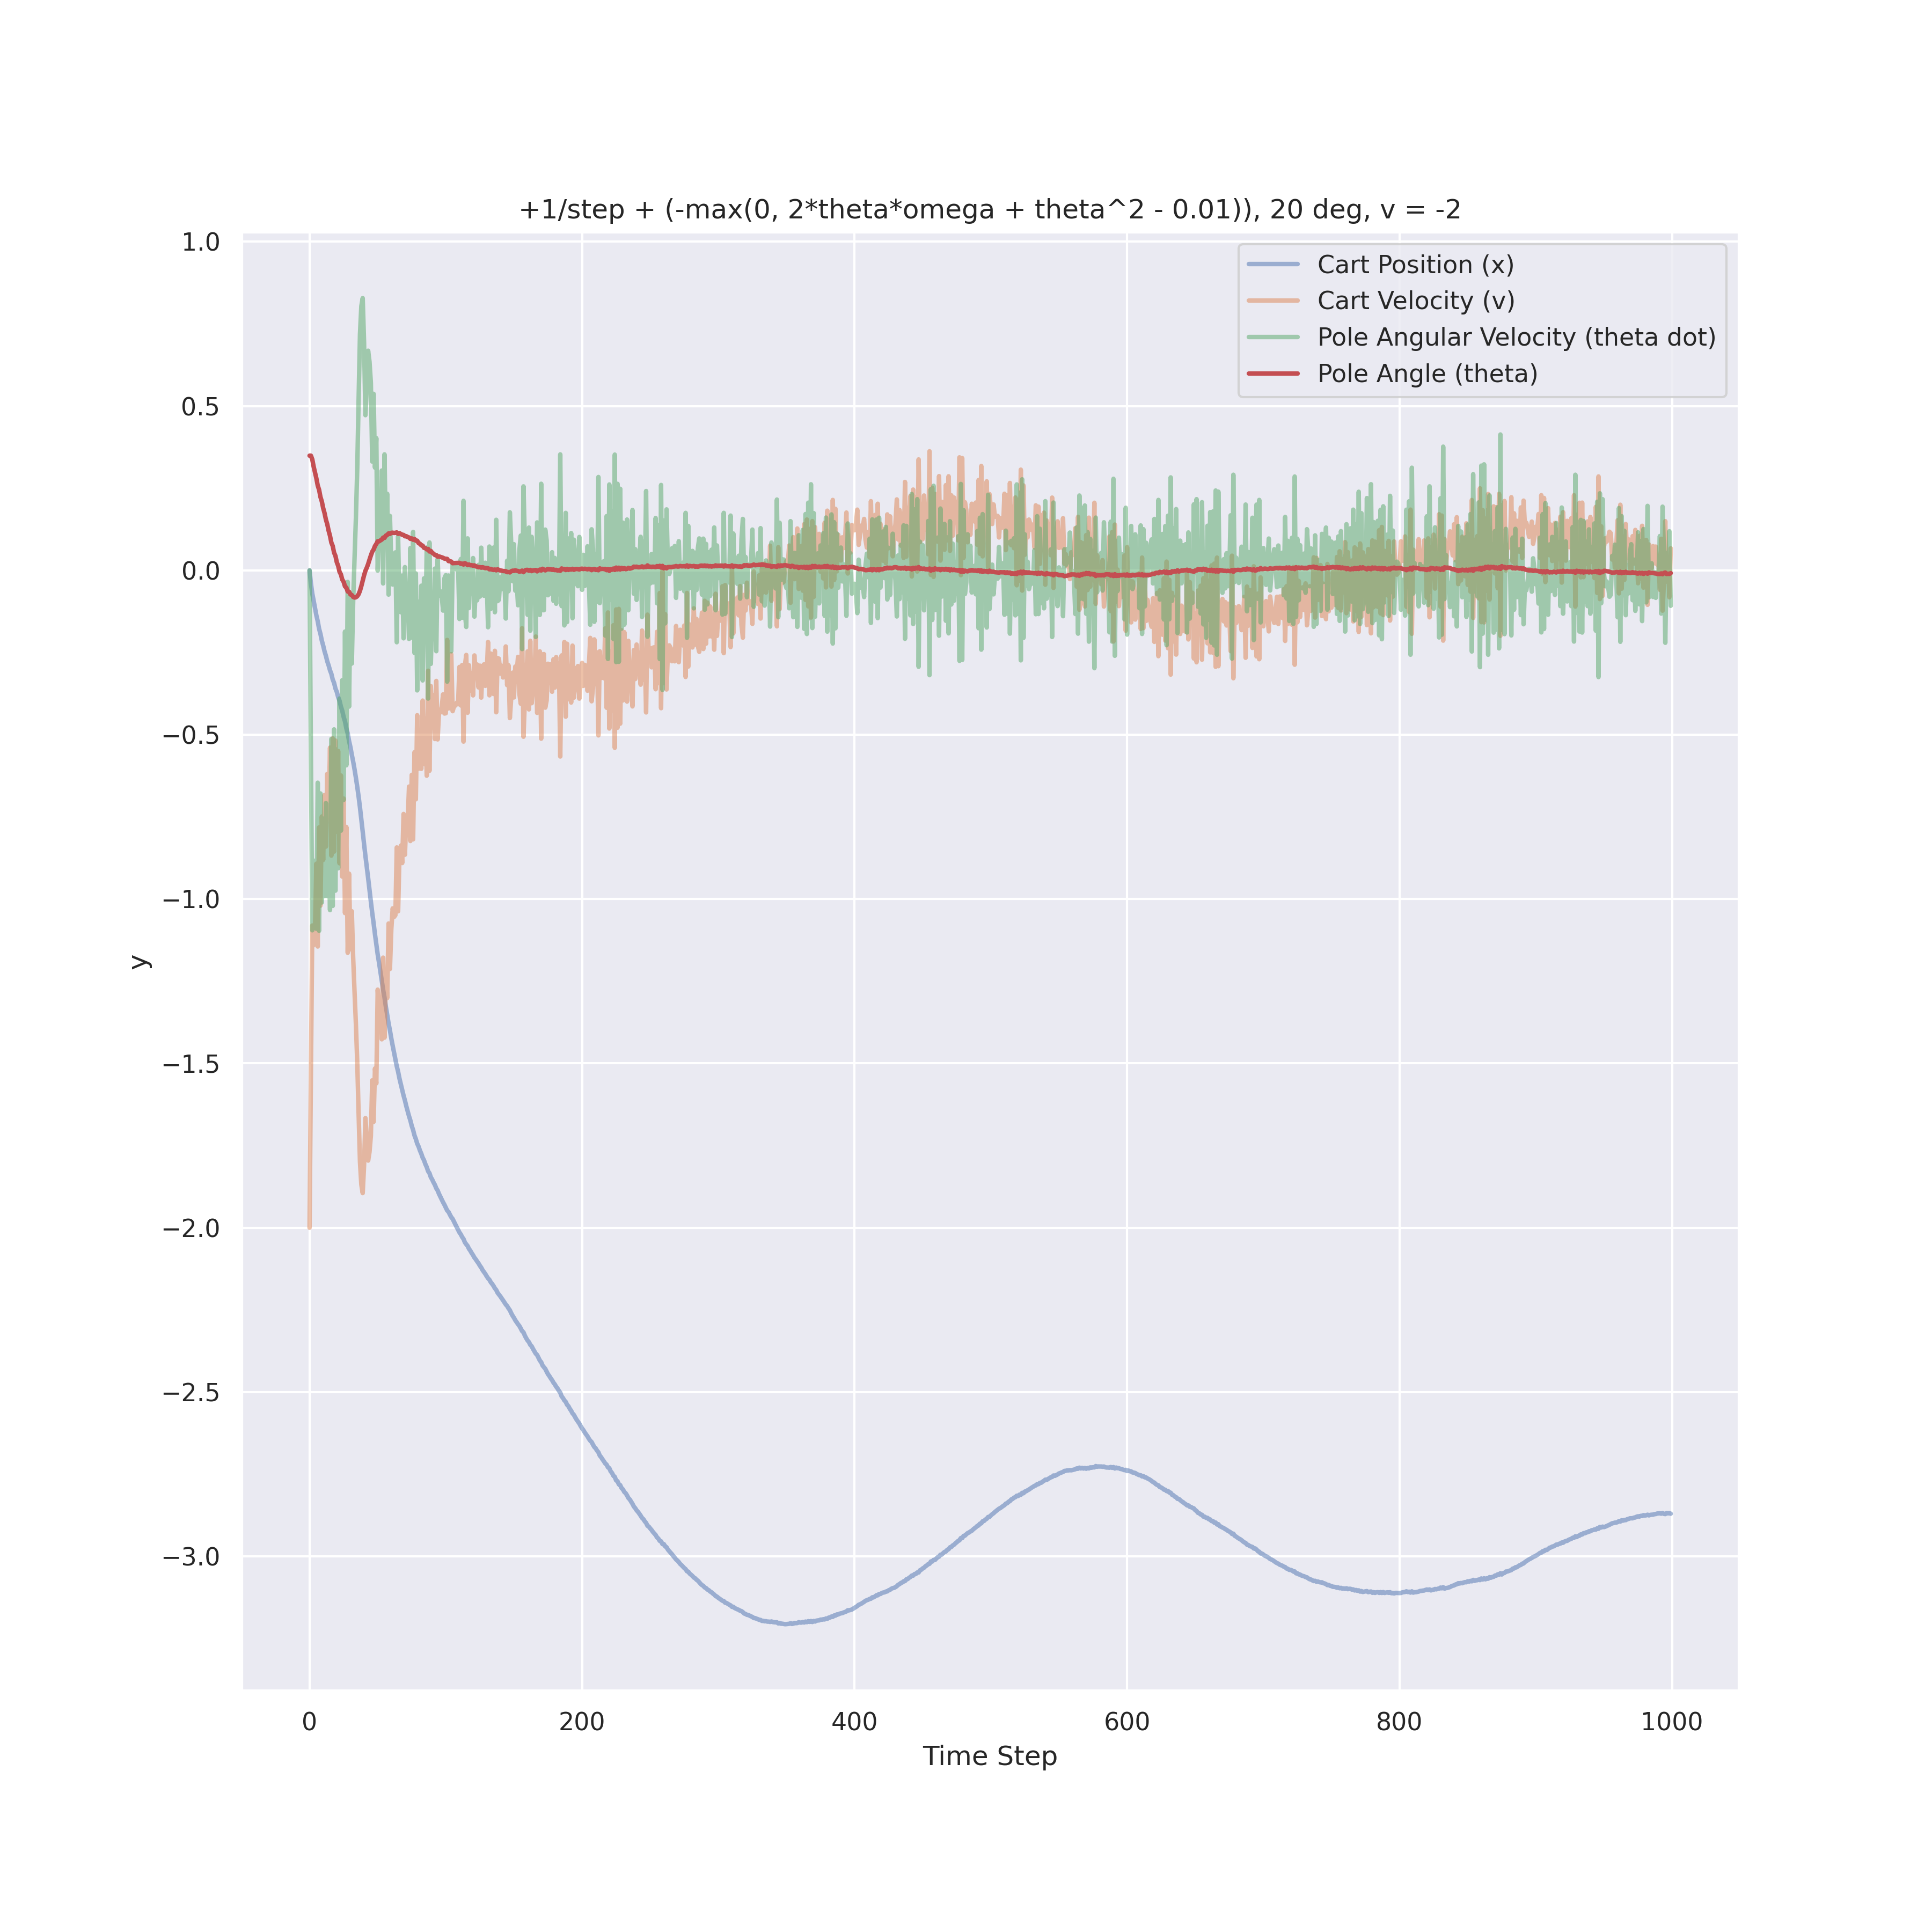 +1/step + (-max(0, 2*theta*omega + theta^2 - 0.01)), 20 deg, v = -2
1.0
0.5
0.0
−0.5
−1.0
−1.5
−2.0
−2.5
−3.0
y
Cart Position (x)
Cart Velocity (v)
Pole Angular Velocity (theta dot)
Pole Angle (theta)
0 200 400 600 800 1000
Time Step